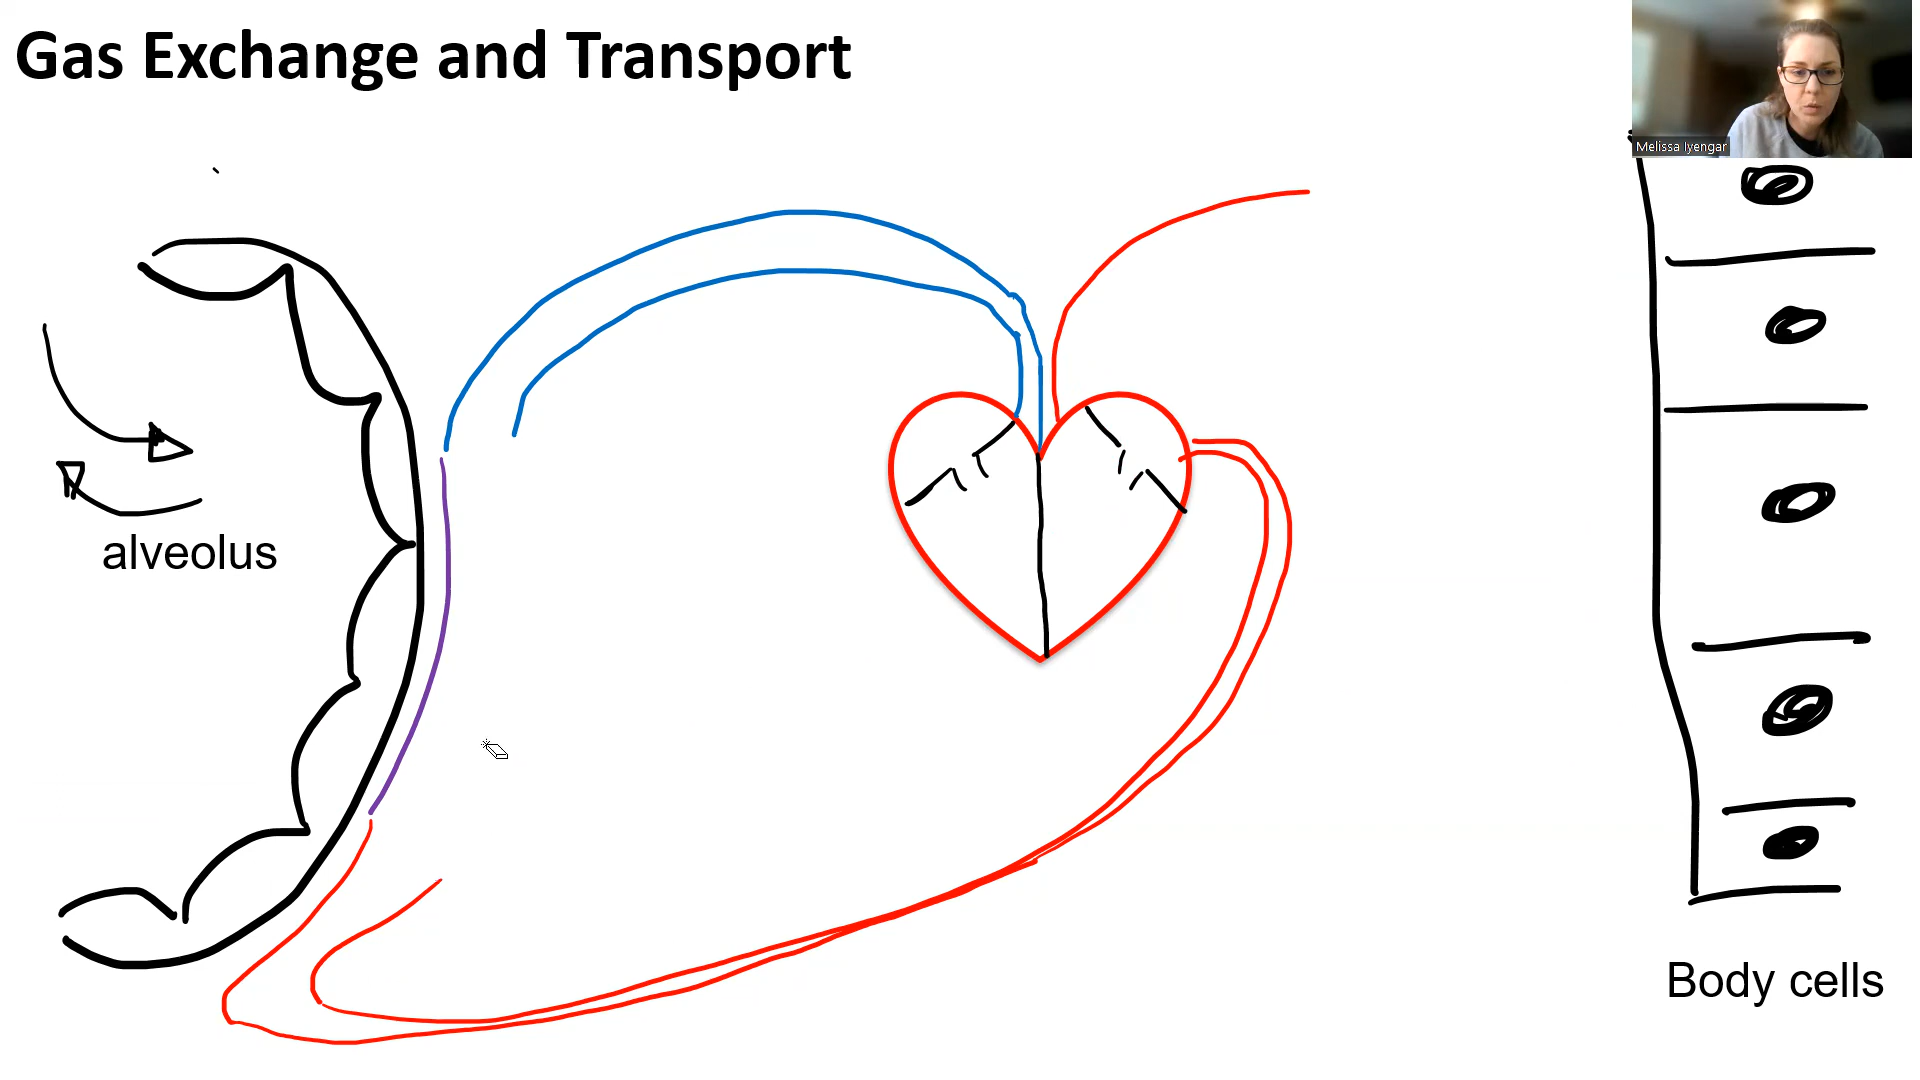 Gas Exchange and Transport
Melissa Iyengar
alveolus
Body cells